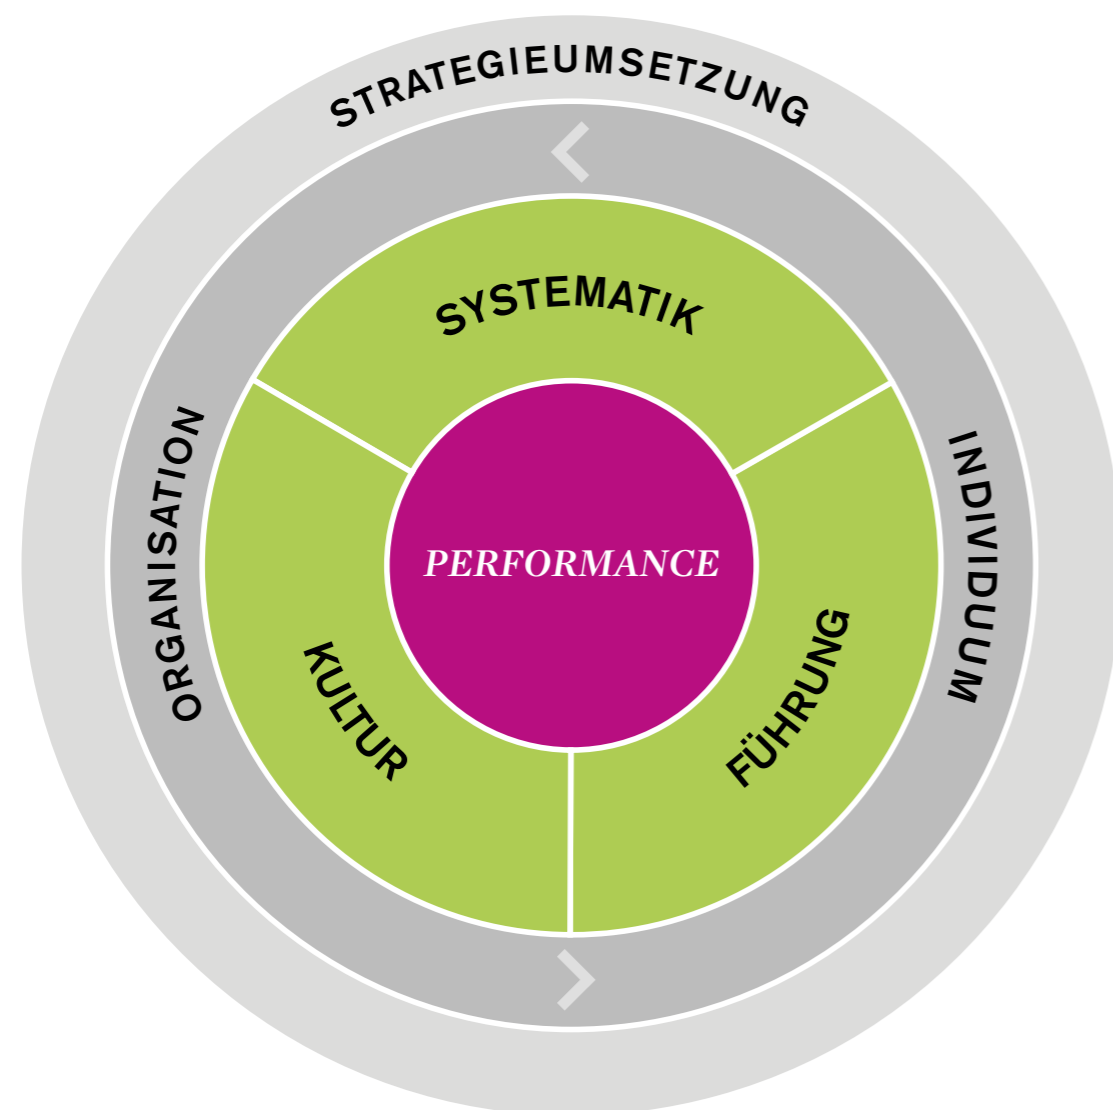 STRATEGIEUMSETZUNG
SYSTEMATIK
ORGANISATION
INDIVIDUUM
PERFORMANCE
KULTUR
FÜHRUNG